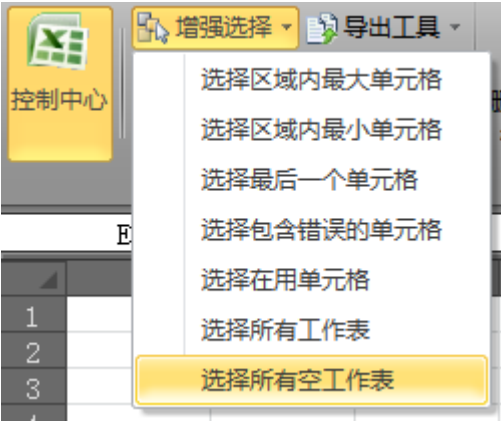 增强选择
导出工具
控制中心
选择区域内最大单元格
选择区域内最小单元格
选择最后一个单元格
选择包含错误的单元格
选择在用单元格
选择所有工作表
选择所有空工作表
1
2
3